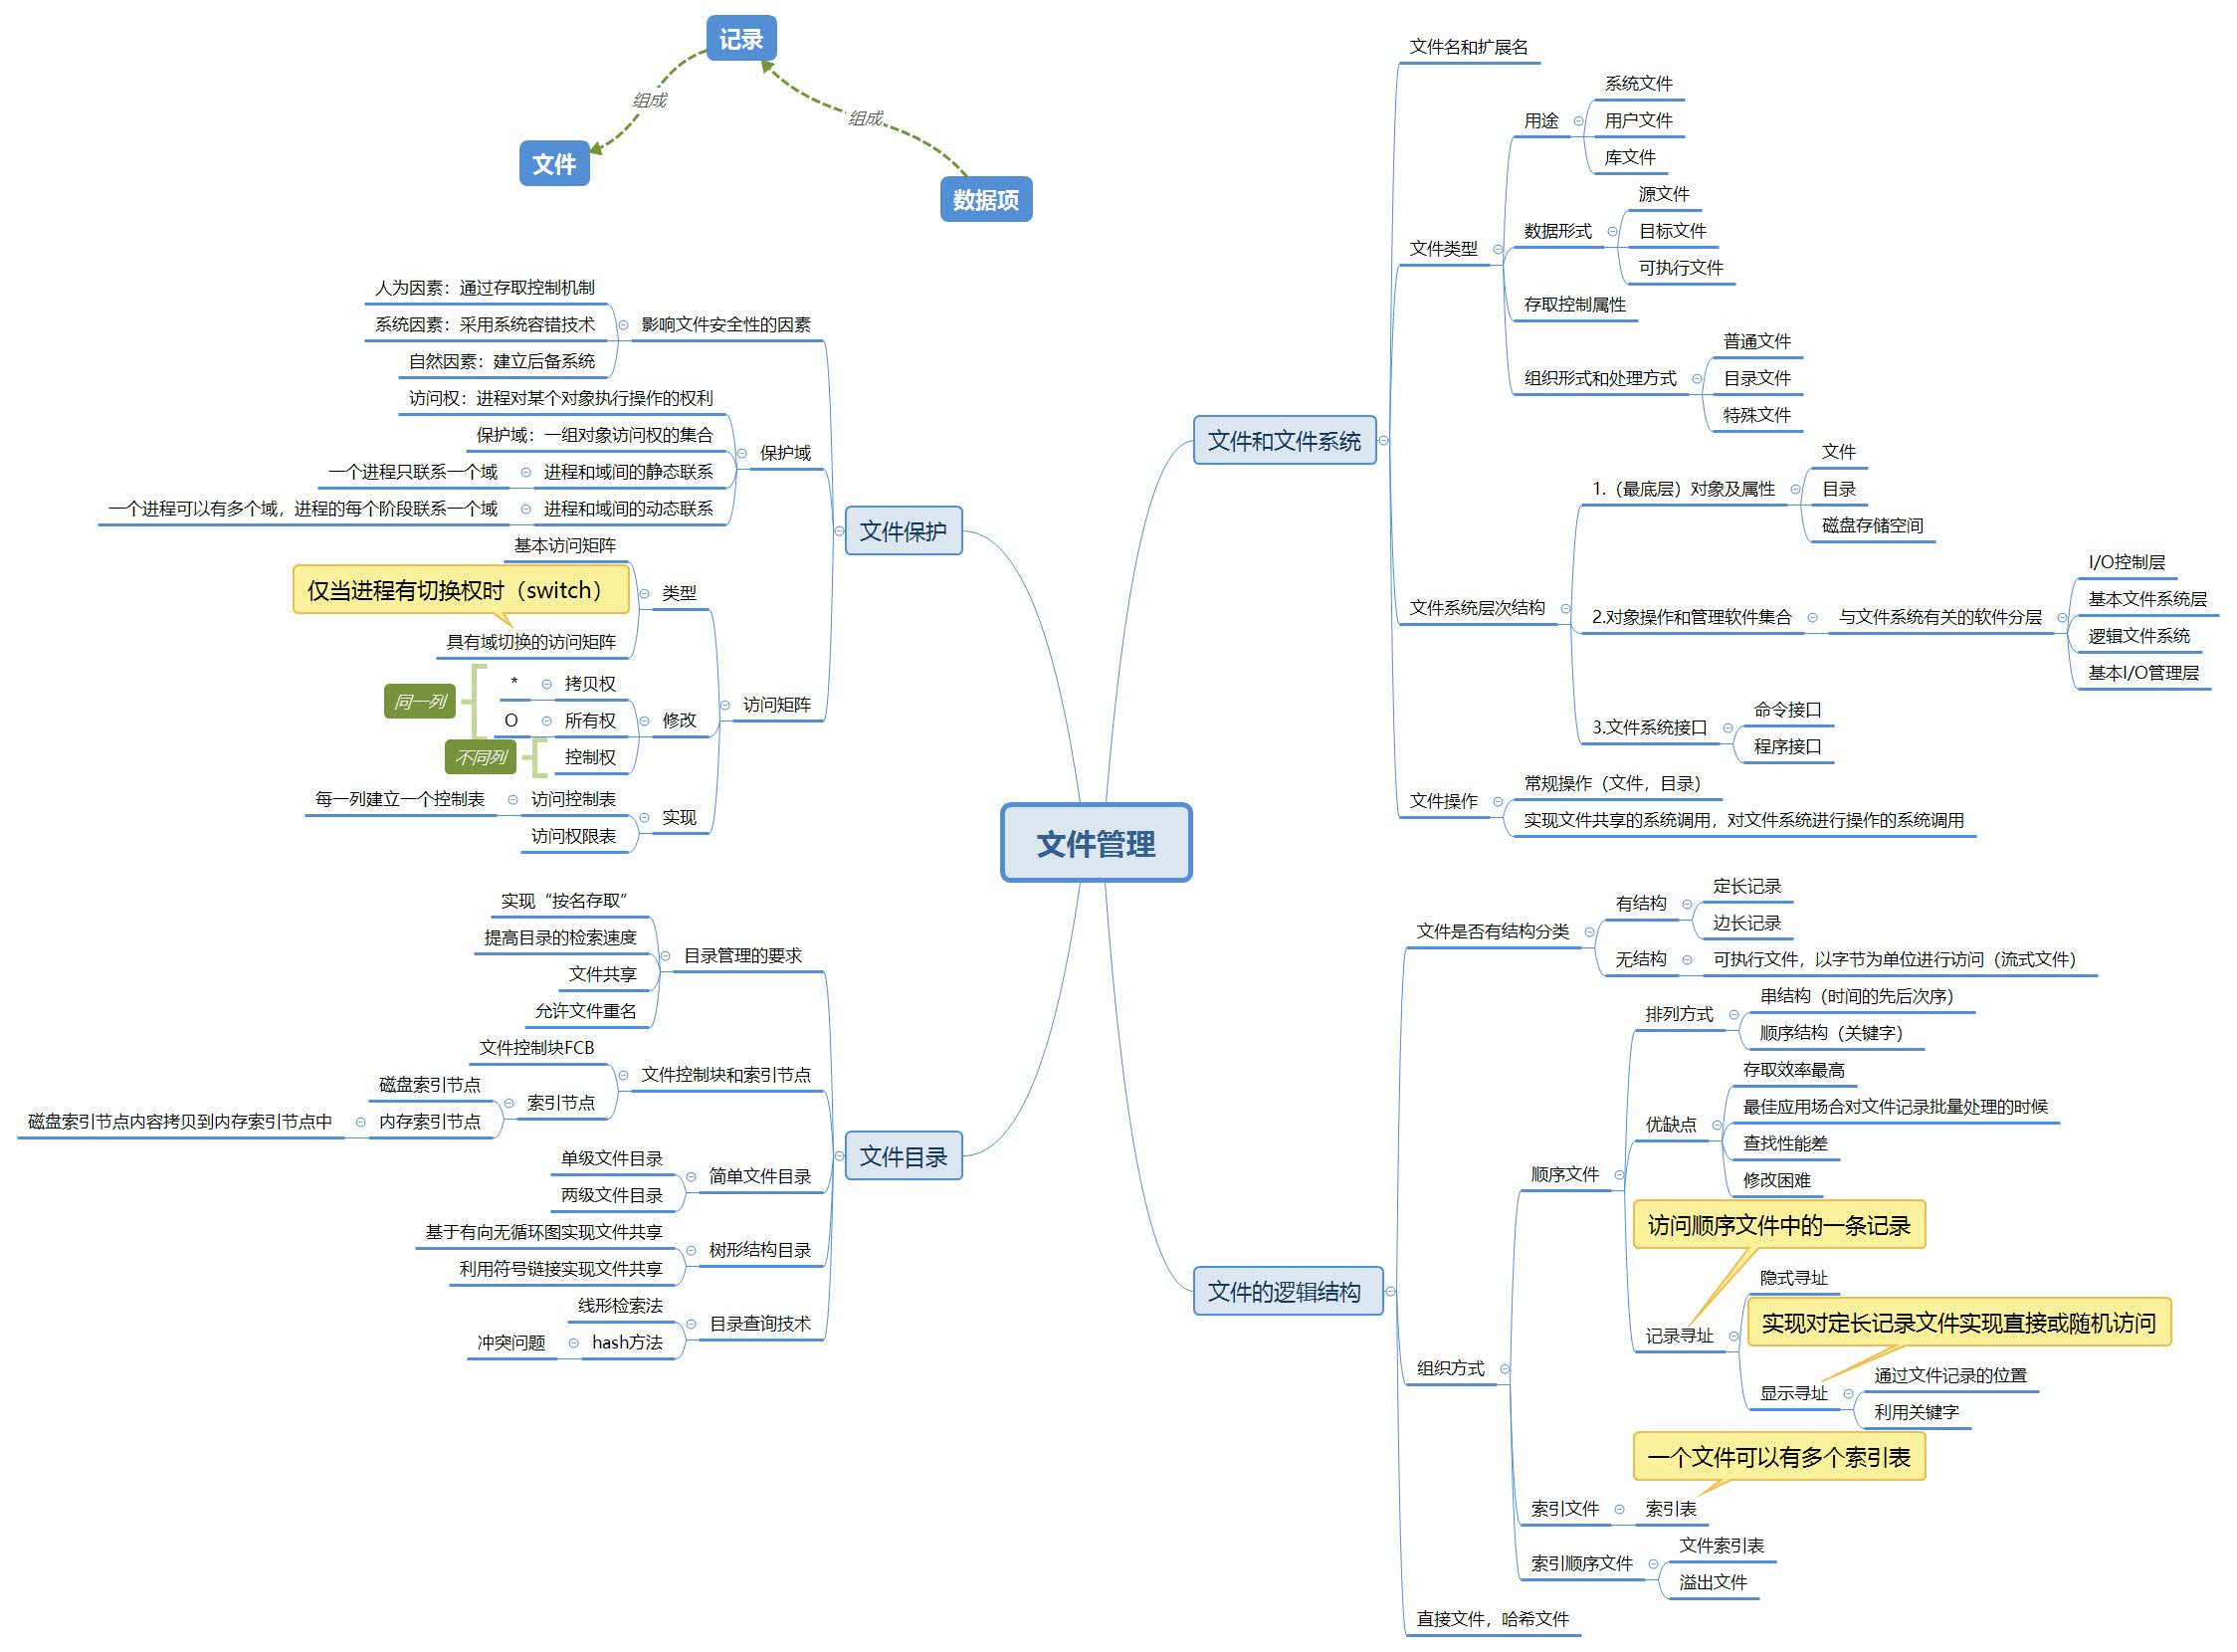 记录
组成
组成
文件
数据项
文件管理
文件和文件系统
文件名和扩展名
文件类型
用途
系统文件
用户文件
库文件
数据形式
源文件
目标文件
可执行文件
存取控制属性
组织形式和处理方式
普通文件
目录文件
特殊文件
文件系统层次结构
1.（最底层）对象及属性
文件
目录
磁盘存储空间
2.对象操作和管理软件集合
与文件系统有关的软件分层
I/O控制层
基本文件系统层
逻辑文件系统
基本I/O管理层
3.文件系统接口
命令接口
程序接口
文件操作
常规操作（文件，目录）
实现文件共享的系统调用，对文件系统进行操作的系统调用
文件的逻辑结构
文件是否有结构分类
有结构
定长记录
边长记录
无结构
可执行文件，以字节为单位进行访问（流式文件）
组织方式
顺序文件
排列方式
串结构（时间的先后次序）
顺序结构（关键字）
优缺点
存取效率最高
最佳应用场合对文件记录批量处理的时候
查找性能差
修改困难
访问顺序文件中的一条记录
记录寻址
隐式寻址
实现对定长记录文件实现直接或随机访问
显示寻址
通过文件记录的位置
利用关键字
一个文件可以有多个索引表
索引文件
索引表
索引顺序文件
文件索引表
溢出文件
直接文件，哈希文件
文件保护
影响文件安全性的因素
人为因素：通过存取控制机制
系统因素：采用系统容错技术
自然因素：建立后备系统
保护域
访问权：进程对某个对象执行操作的权利
保护域：一组对象访问权的集合
进程和域间的静态联系
一个进程只联系一个域
进程和域间的动态联系
一个进程可以有多个域，进程的每个阶段联系一个域
访问矩阵
类型
基本访问矩阵
仅当进程有切换权时（switch）
具有域切换的访问矩阵
修改
拷贝权
*
所有权
O
同一列
控制权
不同列
实现
访问控制表
每一列建立一个控制表
访问权限表
文件目录
目录管理的要求
实现“按名存取”
提高目录的检索速度
文件共享
允许文件重名
文件控制块和索引节点
文件控制块FCB
索引节点
磁盘索引节点
内存索引节点
磁盘索引节点内容拷贝到内存索引节点中
简单文件目录
单级文件目录
两级文件目录
树形结构目录
基于有向无循环图实现文件共享
利用符号链接实现文件共享
目录查询技术
线形检索法
hash方法
冲突问题